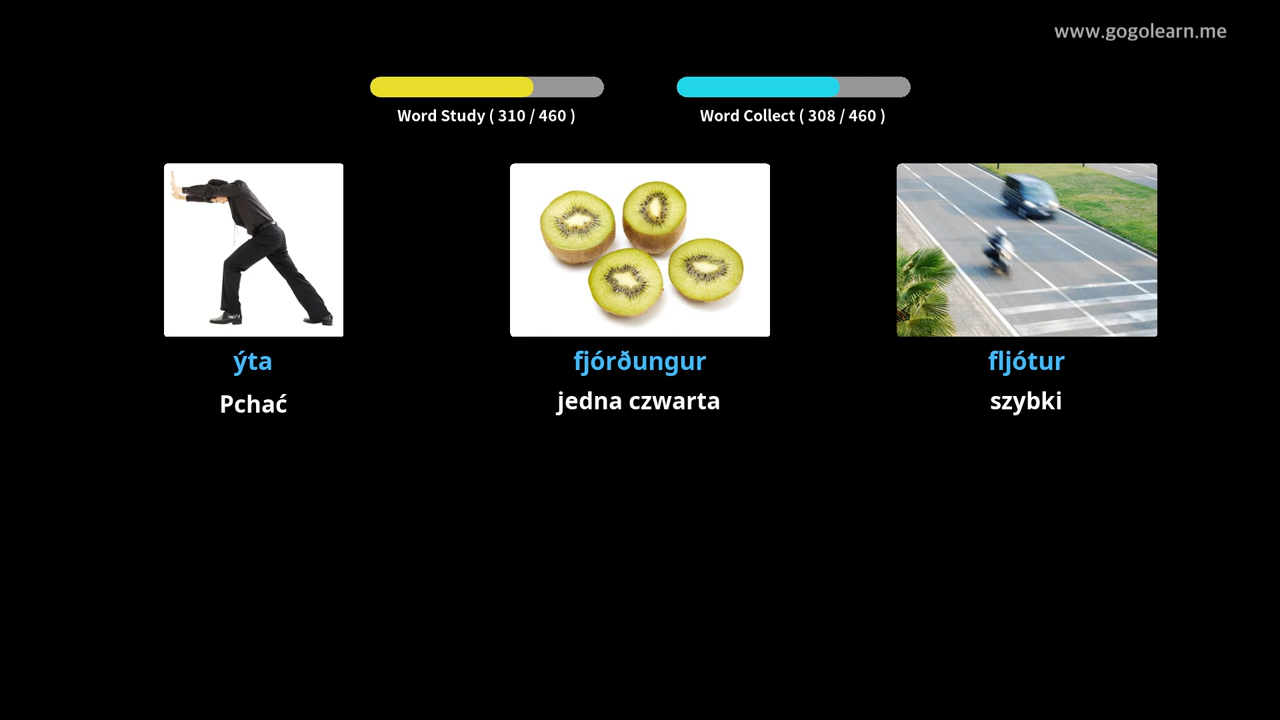 www.gogolearn.me
Word Study ( 310 / 460 )
Word Collect ( 308 / 460 )
ýta
fjórðungur
fljótur
Pchać
jedna czwarta
szybki